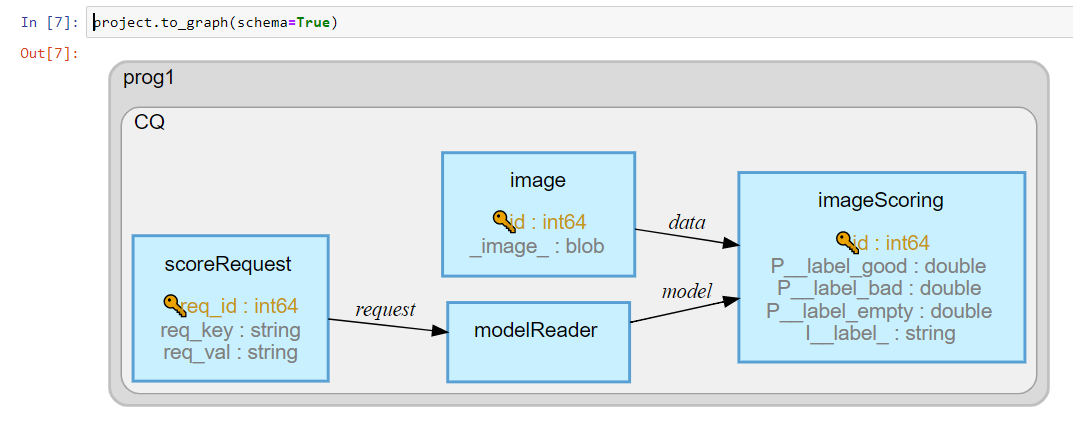 In [7]: project.to_graph(schema=True)
Out[7]:
prog1
CQ
image
id : int64
_image_ : blob
data
imageScoring
id : int64
P__label_good : double
P__label_bad : double
P__label_empty : double
I__label_ : string
scoreRequest
req_id : int64
req_key : string
req_val : string
request
modelReader
model